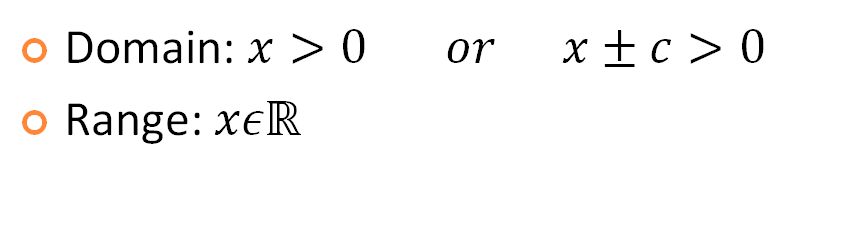 Domain: x > 0 or x ± c > 0
Range: xϵℝ